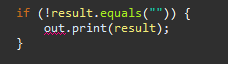 if (!result.equals("")) {
out.print(result);
}